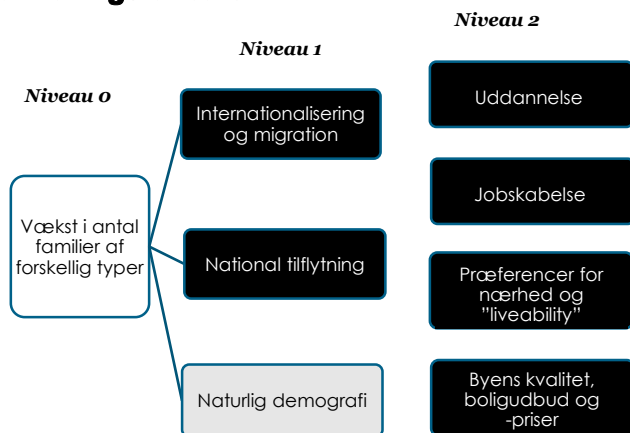 Niveau 2
Niveau 1
Niveau 0
Internationalisering
og migration
Uddannelse
Jobskabelse
Vækst i antal
familier af
forskellig typer
National tilflytning
Præferencer for
nærhed og
”liveability”
Naturlig demografi
Byens kvalitet,
boligudbud og
-priser